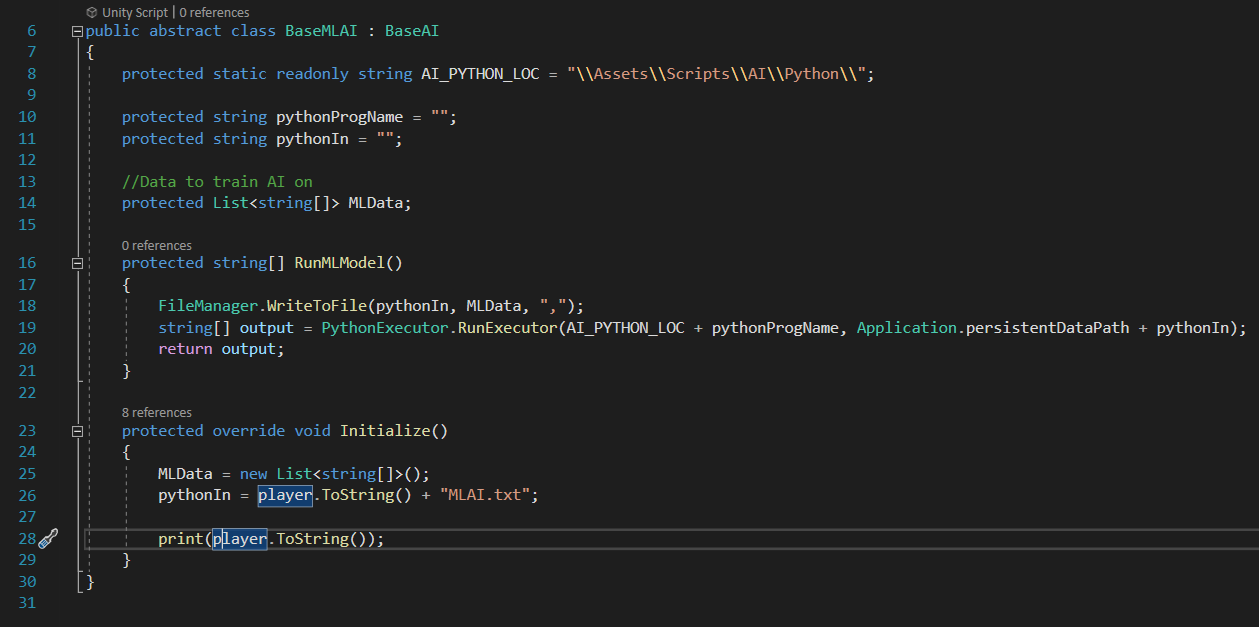 Unity Script | 0 references
6 public abstract class BaseMLAI : BaseAI
7 {
8 protected static readonly string AI_PYTHON_LOC = "\\Assets\\Scripts\\AI\\Python\\";
9
10 protected string pythonProgName = "";
11 protected string pythonIn = "";
12
13 //Data to train AI on
14 protected List<string[]> MLData;
15
0 references
16 protected string[] RunMLModel()
17 {
18 FileManager.WriteToFile(pythonIn, MLData, ",");
19 string[] output = PythonExecutor.RunExecutor(AI_PYTHON_LOC + pythonProgName, Application.persistentDataPath + pythonIn);
20 return output;
21 }
22
8 references
23 protected override void Initialize()
24 {
25 MLData = new List<string[]>();
26 pythonIn = player.ToString() + "MLAI.txt";
27
28 print(player.ToString());
29 }
30 }
31